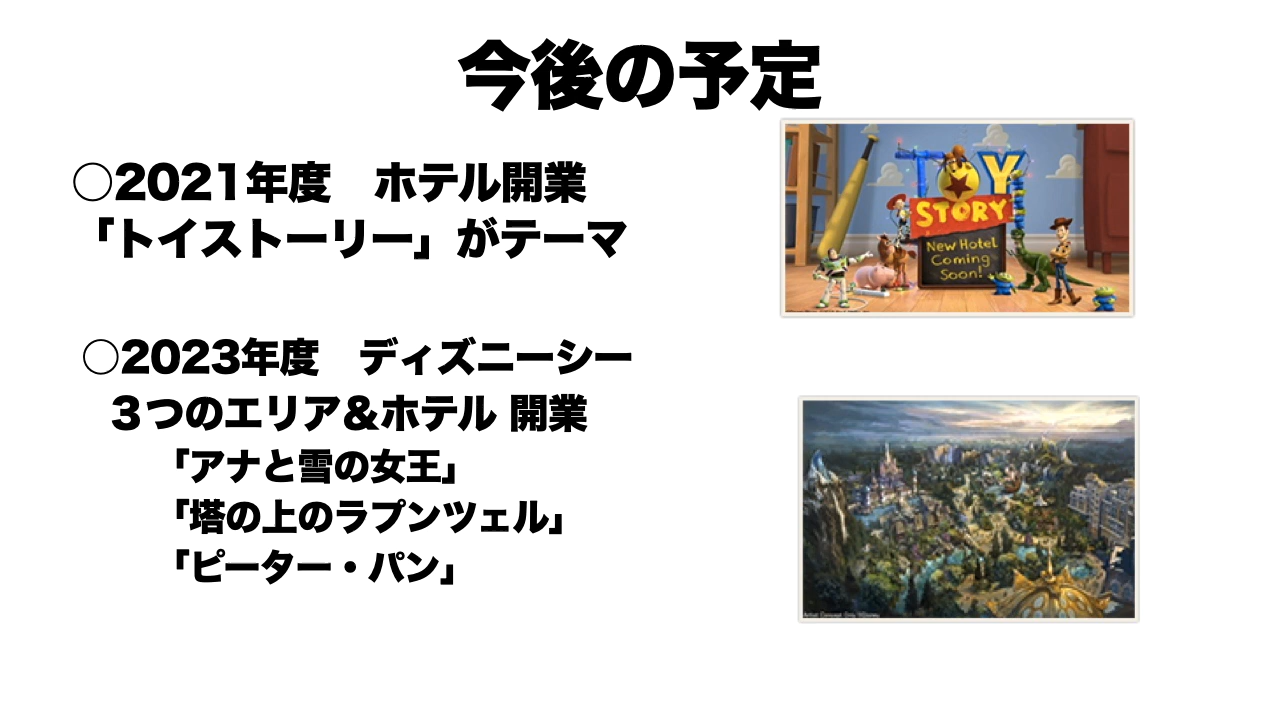 今後の予定
○2021年度　ホテル開業
「トイストーリー」がテーマ
TOY
STORY
New Hotel
Coming
Soon!
○2023年度　ディズニーシー
３つのエリア＆ホテル 開業
「アナと雪の女王」
「塔の上のラプンツェル」
「ピーター・パン」